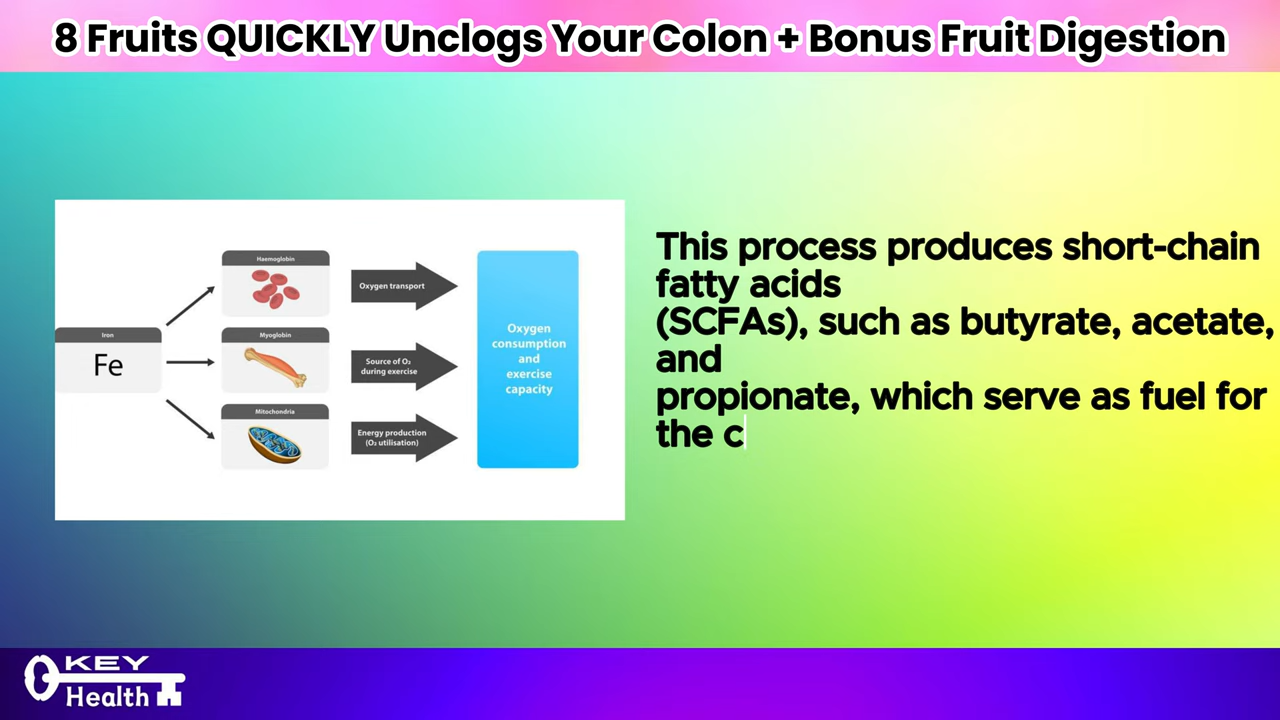 8 Fruits QUICKLY Unclogs Your Colon + Bonus Fruit Digestion
Haemoglobin
Oxygen transport
Iron
Fe
Myoglobin
Source of O₂
during exercise
Mitochondria
Energy production
(O₂ utilisation)
Oxygen
consumption
and
exercise
capacity
This process produces short-chain
fatty acids
(SCFAs), such as butyrate, acetate,
and
propionate, which serve as fuel for
the c
KEY
Health